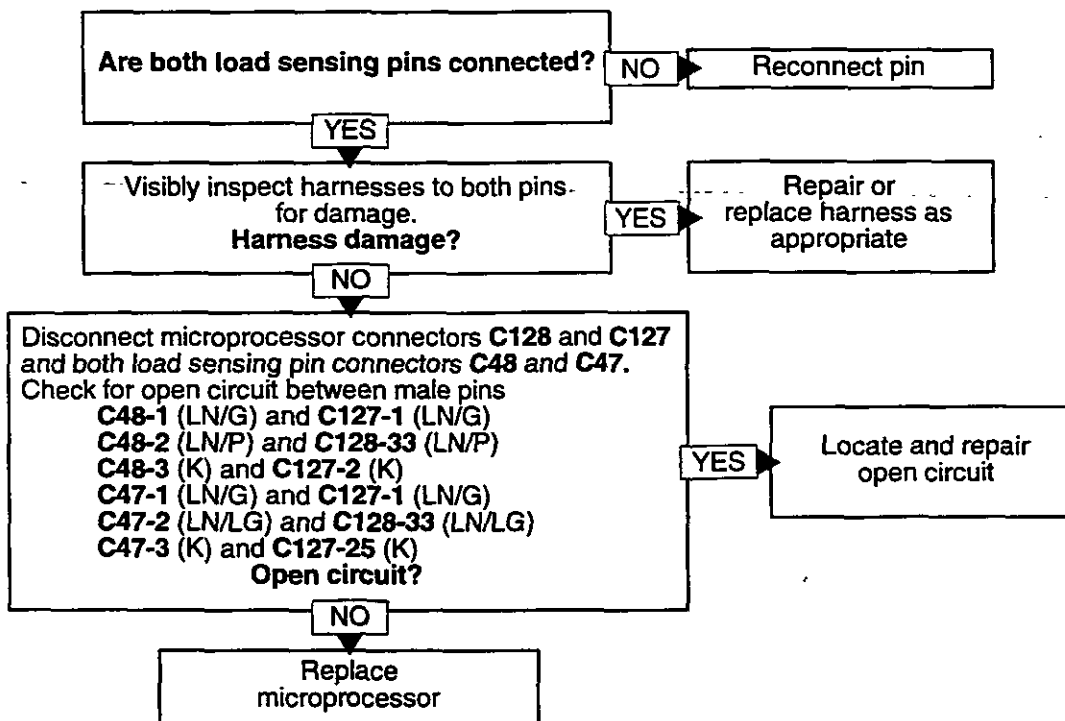 Are both load sensing pins connected?
NO
Reconnect pin
YES
Visibly inspect harnesses to both pins
for damage.
Harness damage?
YES
Repair or
replace harness as
appropriate
NO
Disconnect microprocessor connectors C128 and C127
and both load sensing pin connectors C48 and C47.
Check for open circuit between male pins
C48-1 (LN/G) and C127-1 (LN/G)
C48-2 (LN/P) and C128-33 (LN/P)
C48-3 (K) and C127-2 (K)
C47-1 (LN/G) and C127-1 (LN/G)
C47-2 (LN/LG) and C128-33 (LN/LG)
C47-3 (K) and C127-25 (K)
Open circuit?
YES
Locate and repair
open circuit
NO
Replace
microprocessor